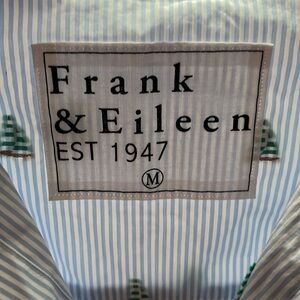 Frank
& Eileen
EST 1947
M